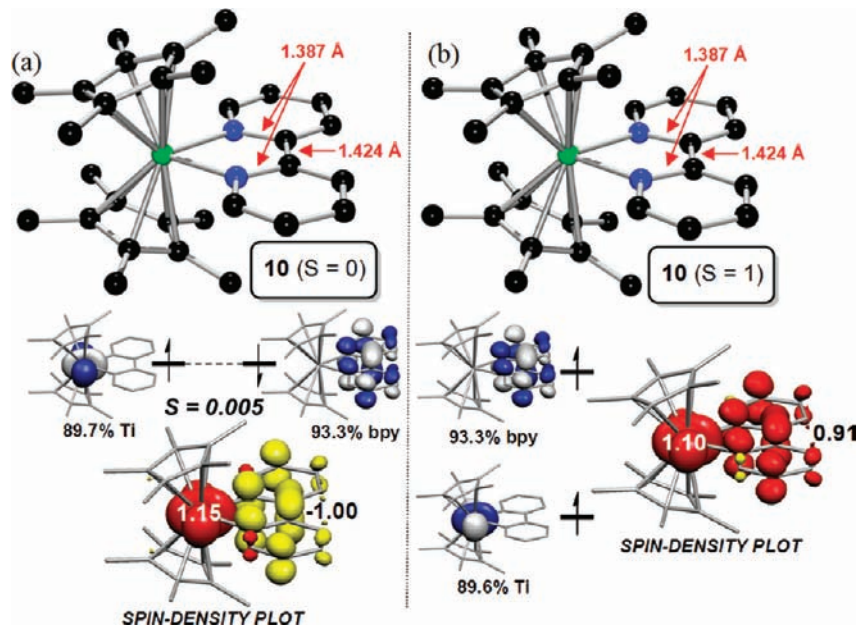 (a)
1.387 Å
1.424 Å
10 (S = 0)
89.7% Ti
S = 0.005
93.3% bpy
1.15
-1.00
SPIN-DENSITY PLOT
(b)
1.387 Å
1.424 Å
10 (S = 1)
93.3% bpy
89.6% Ti
1.10
0.91
SPIN-DENSITY PLOT